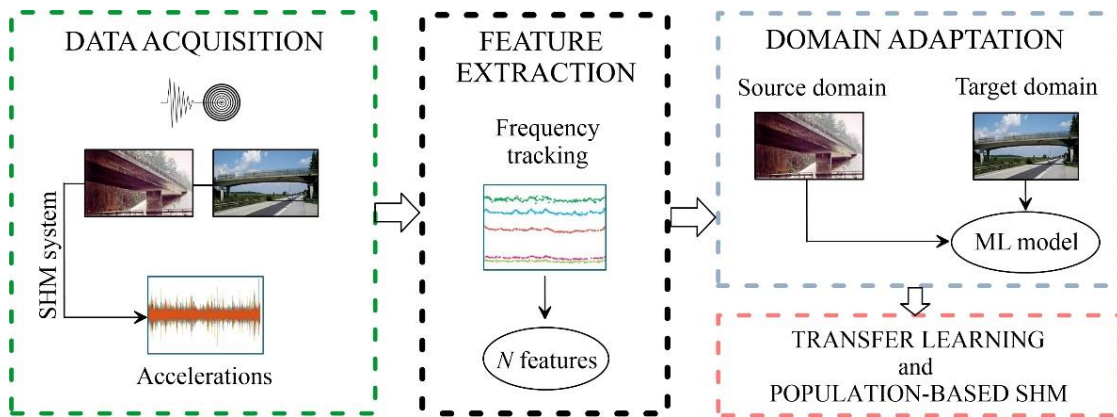 DATA ACQUISITION
SHM system
Accelerations
FEATURE
EXTRACTION
Frequency
tracking
N features
DOMAIN ADAPTATION
Source domain
Target domain
ML model
TRANSFER LEARNING
and
POPULATION-BASED SHM